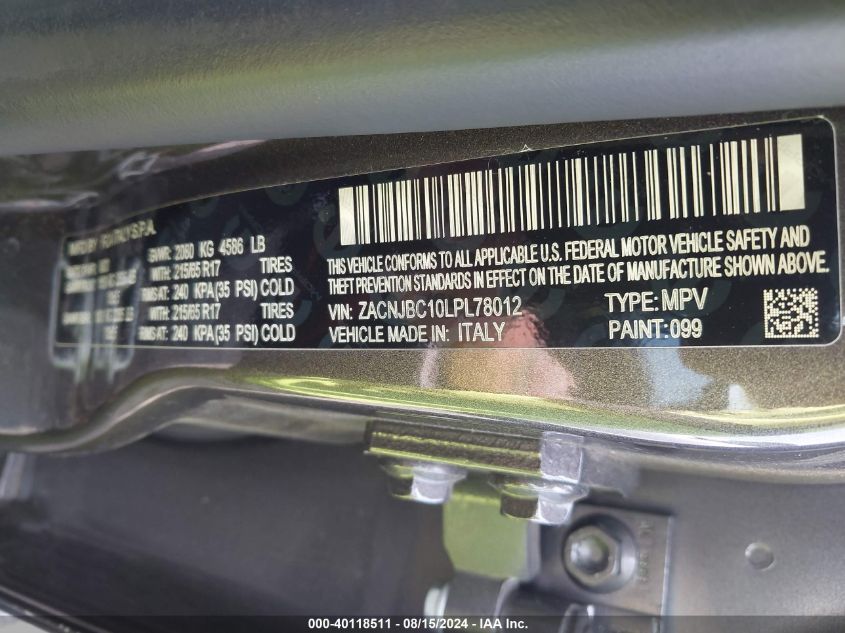 MFD BY
GVWR: 2080 KG 4586 LB
WITH: 215/65 R17 TIRES
RIMS AT: 240 KPA(35 PSI) COLD
WITH: 215/65 R17 TIRES
RIMS AT: 240 KPA(35 PSI) COLD
THIS VEHICLE CONFORMS TO ALL APPLICABLE U.S. FEDERAL MOTOR VEHICLE SAFETY AND
THEFT PREVENTION STANDARDS IN EFFECT ON THE DATE OF MANUFACTURE SHOWN ABOVE.
VIN: ZACNJBC10LPL78012 TYPE: MPV
VEHICLE MADE IN: ITALY PAINT:099
000-40118511 - 08/15/2024 - IAA Inc.